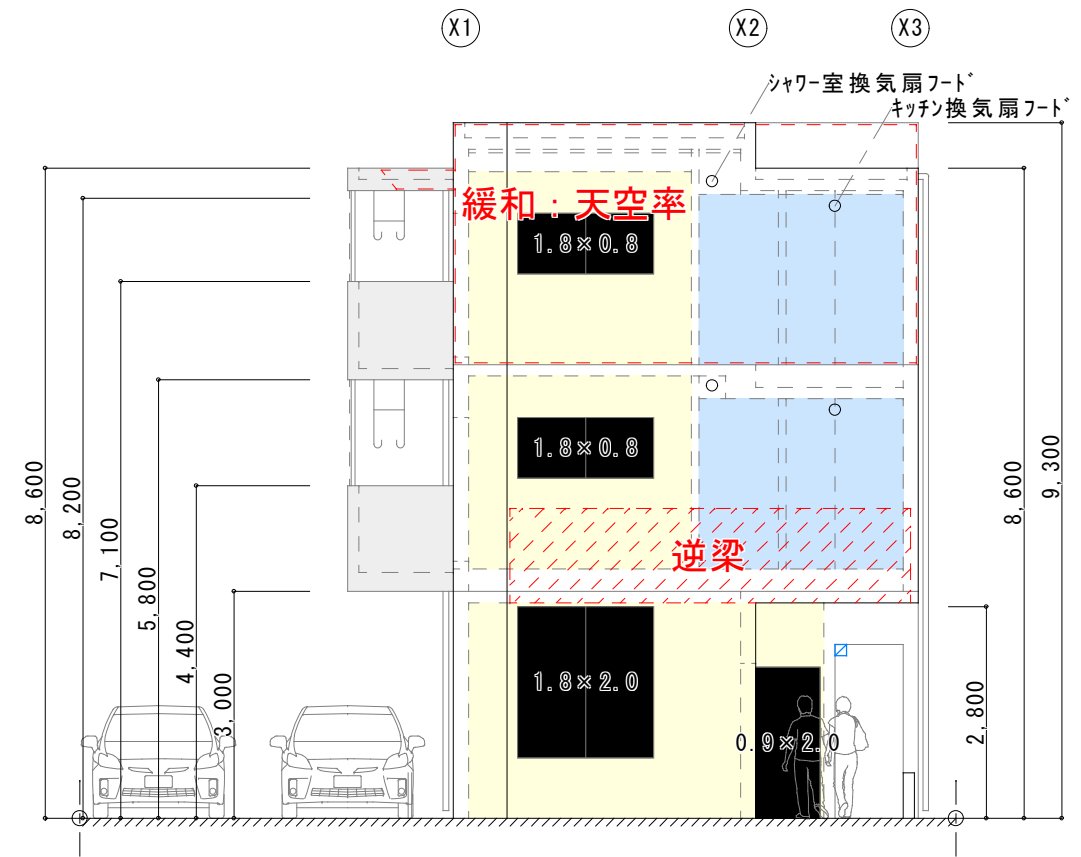 X1
X2
X3
シャワー室換気扇フード
キッチン換気扇フード
緩和：天空率
1.8×0.8
1.8×0.8
逆梁
1.8×2.0
0.9×2.0
8,600
8,200
7,100
5,800
4,400
3,000
2,800
8,600
9,300